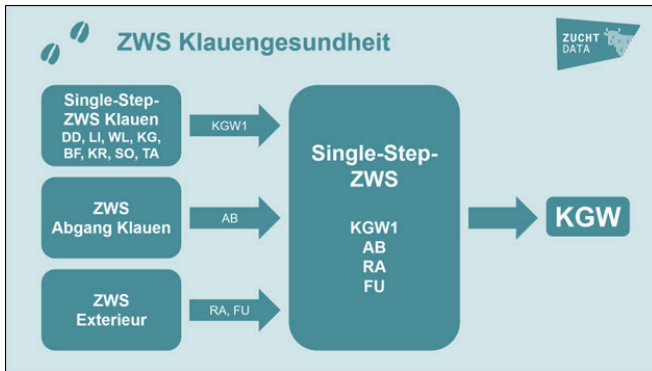 ZWS Klauengesundheit
ZUCHT
DATA
Single-Step-
ZWS Klauen
DD, LI, WL, KG,
BF, KR, SO, TA
KGW1
ZWS
Abgang Klauen
AB
ZWS
Exterieur
RA, FU
Single-Step-
ZWS
KGW1
AB
RA
FU
KGW